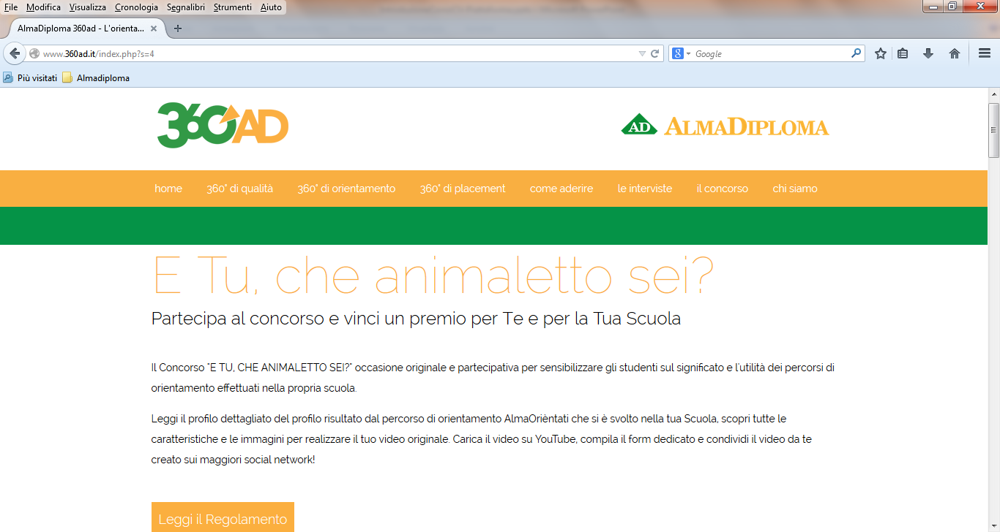 File Modifica Visualizza Cronologia Segnalibri Strumenti Aiuto
AlmaDiploma 360ad - L'orienta...
www.360ad.it/index.php?s=4
8 Google
Più visitati Almadiploma
360AD
AD ALMADIPLOMA
home 360° di qualità 360° di orientamento 360° di placement come aderire le interviste il concorso chi siamo
E Tu, che animaletto sei?
Partecipa al concorso e vinci un premio per Te e per la Tua Scuola
Il Concorso "E TU, CHE ANIMALETTO SEI?" occasione originale e partecipativa per sensibilizzare gli studenti sul significato e l'utilità dei percorsi di
orientamento effettuati nella propria scuola.
Leggi il profilo dettagliato del profilo risultato dal percorso di orientamento AlmaOrièntati che si è svolto nella tua Scuola, scopri tutte le
caratteristiche e le immagini per realizzare il tuo video originale. Carica il video su YouTube, compila il form dedicato e condividi il video da te
creato sui maggiori social network!
Leggi il Regolamento